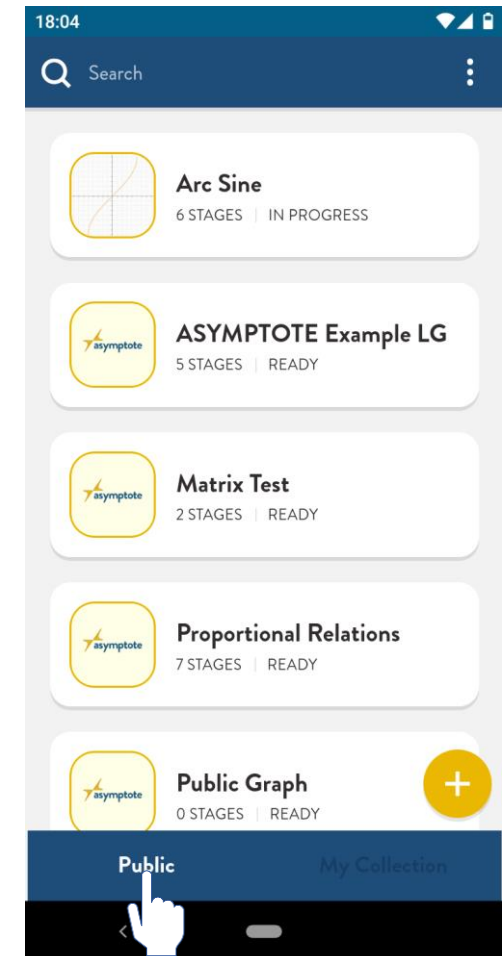 18:04
Search
Arc Sine
6 STAGES | IN PROGRESS
asymptote
ASYMPTOTE Example LG
5 STAGES | READY
asymptote
Matrix Test
2 STAGES | READY
asymptote
Proportional Relations
7 STAGES | READY
asymptote
Public Graph
0 STAGES | READY
+
Public My Collection